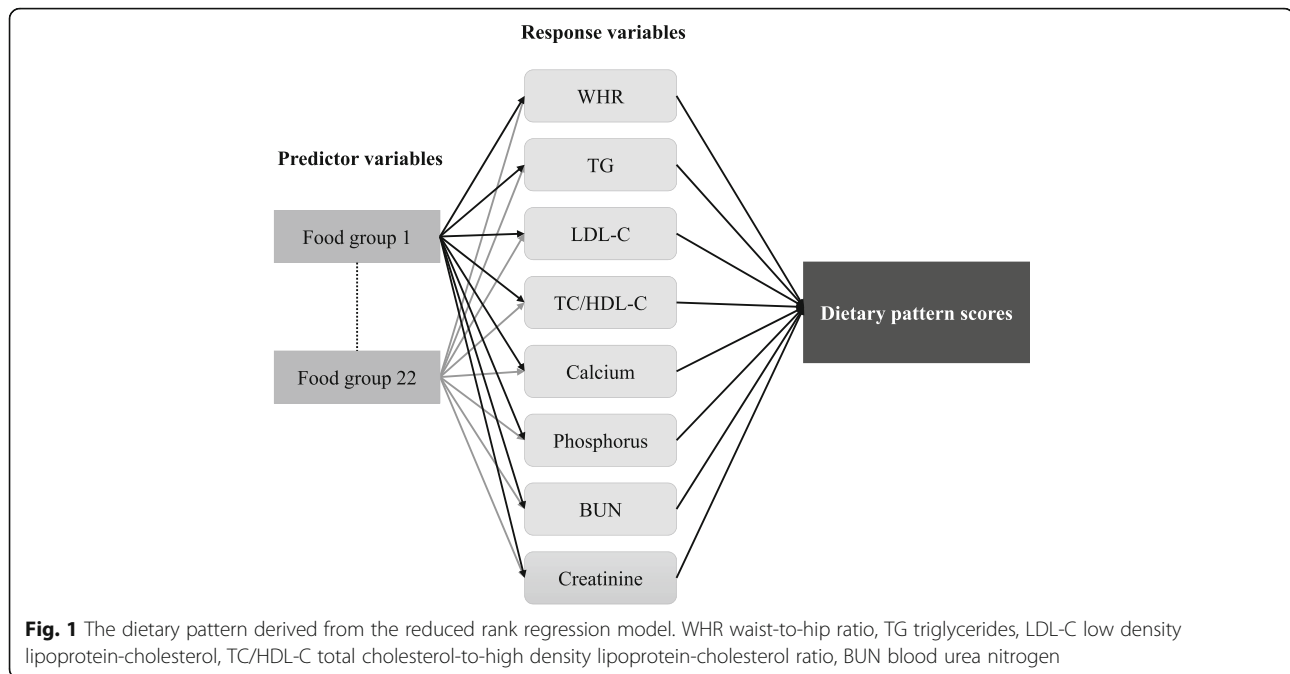 Response variables
Predictor variables
Food group 1
Food group 22
WHR
TG
LDL-C
TC/HDL-C
Calcium
Phosphorus
BUN
Creatinine
Dietary pattern scores
Fig. 1 The dietary pattern derived from the reduced rank regression model. WHR waist-to-hip ratio, TG triglycerides, LDL-C low density
lipoprotein-cholesterol, TC/HDL-C total cholesterol-to-high density lipoprotein-cholesterol ratio, BUN blood urea nitrogen